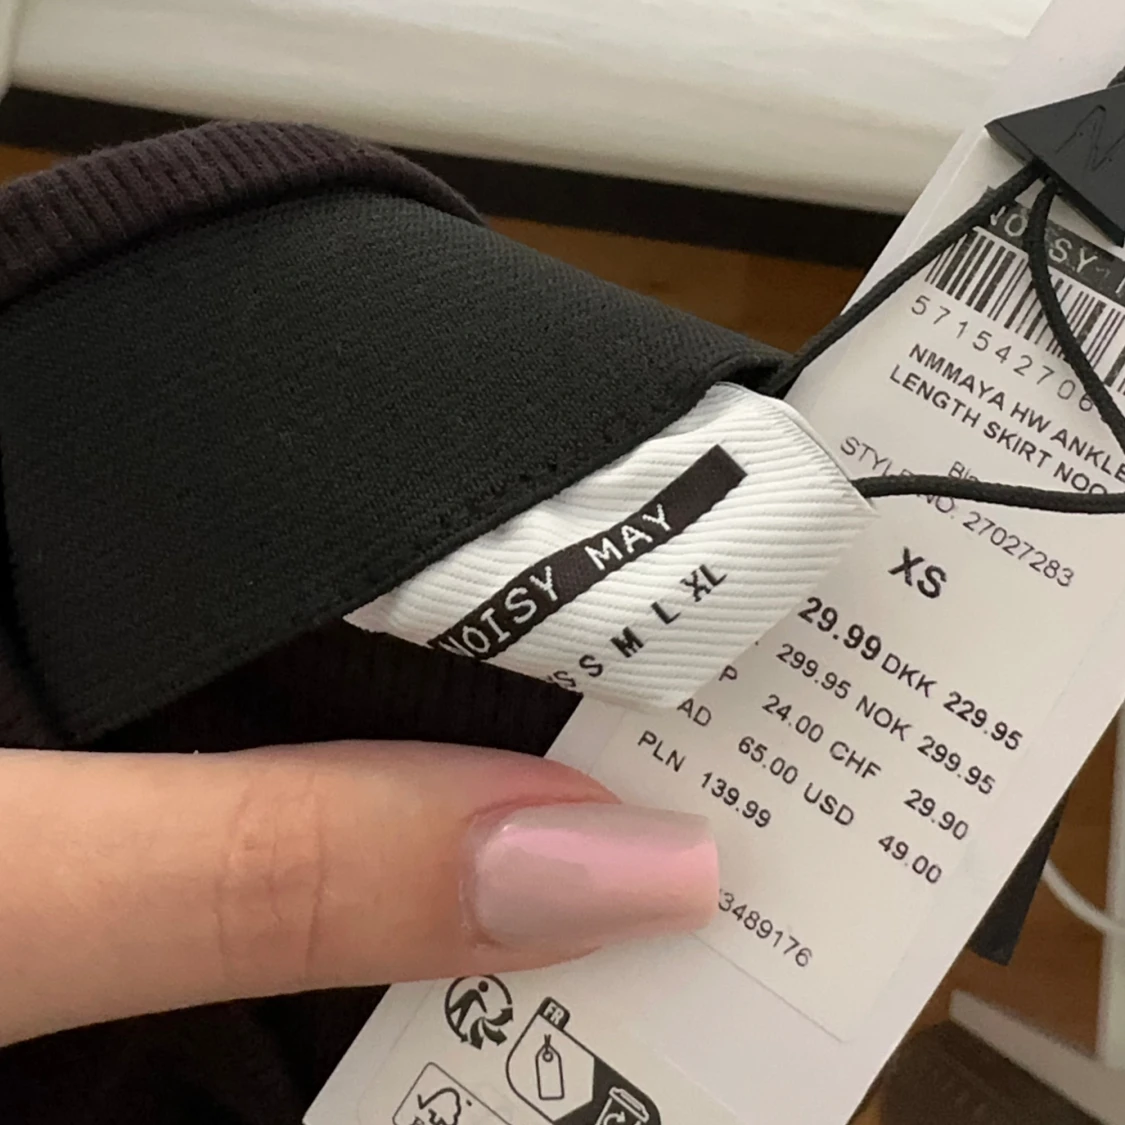 NOISY MAY
S M L XL
571542706
NMMAYA HW ANKLE
LENGTH SKIRT NOO
NO. 27027283
XS
29.99 DKK 229.95
299.95 NOK 299.95
24.00 CHF 29.90
65.00 USD 49.00
PLN 139.99
3489176
FR